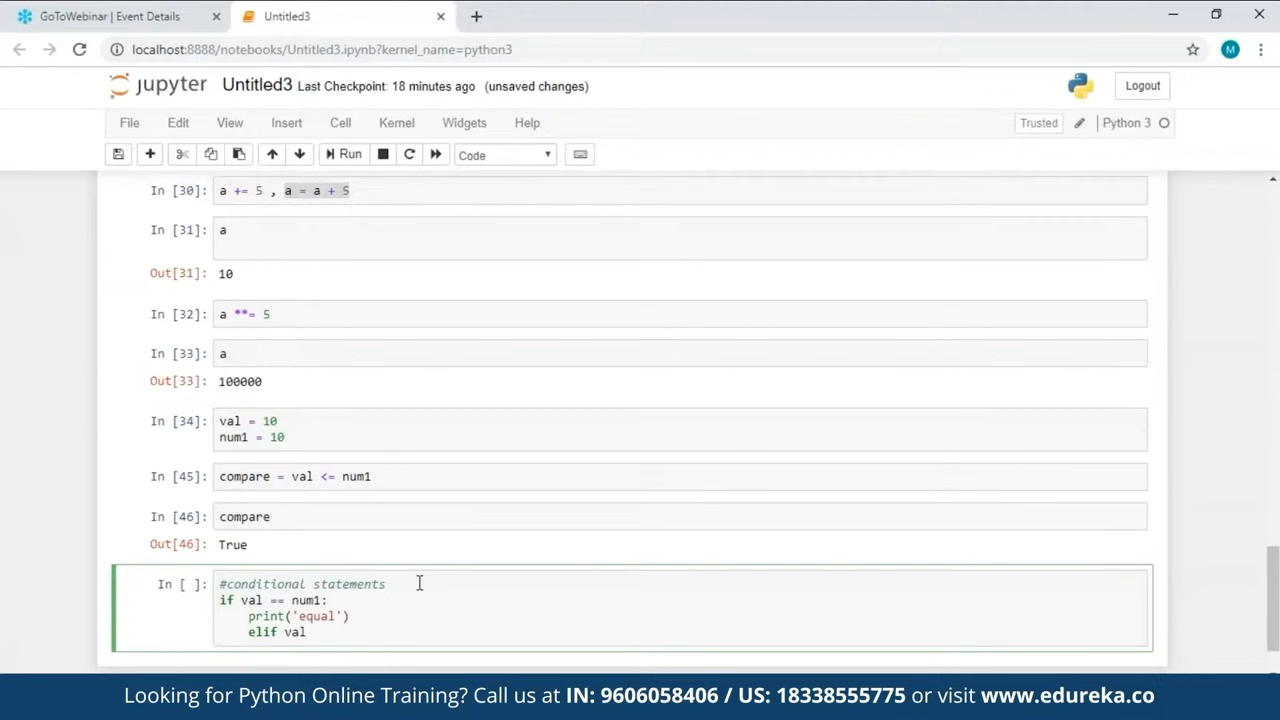 GoToWebinar | Event Details
Untitled3
localhost:8888/notebooks/Untitled3.ipynb?kernel_name=python3
M
jupyter Untitled3 Last Checkpoint: 18 minutes ago (unsaved changes)
Logout
File Edit View Insert Cell Kernel Widgets Help
Trusted
Python 3
Run
Code
In [30]: a += 5 , a = a + 5
In [31]: a
Out[31]: 10
In [32]: a **= 5
In [33]: a
Out[33]: 100000
In [34]: val = 10
num1 = 10
In [45]: compare = val <= num1
In [46]: compare
Out[46]: True
In [ ]: #conditional statements
if val == num1:
    print('equal')
    elif val
Looking for Python Online Training? Call us at IN: 9606058406 / US: 18338555775 or visit www.edureka.co